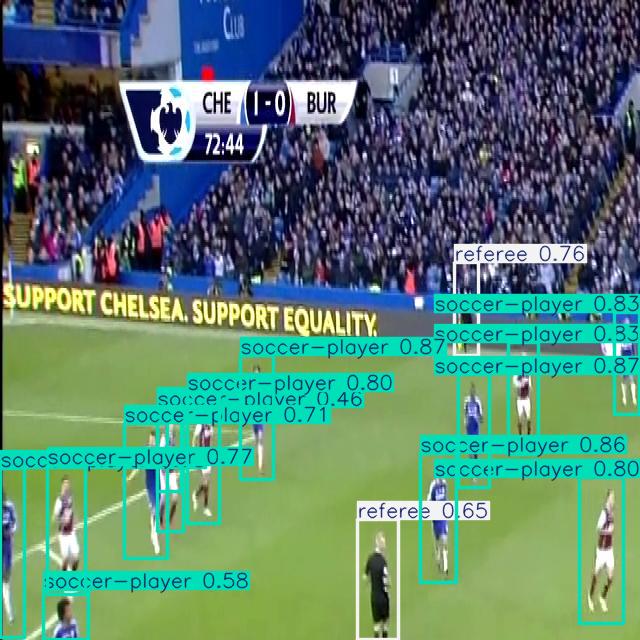 CLUB
CHE 1-0 BUR
72:44
referee 0.76
SUPPORT CHELSEA. SUPPORT EQUALITY.
soccer-player 0.83
soccer-player 0.83
soccer-player 0.87
soccer-player 0.87
soccer-player 0.80
soccer-player 0.46
soccer-player 0.71
soccer-player 0.86
soccer-player 0.77
soccer-player 0.80
referee 0.65
soccer-player 0.58